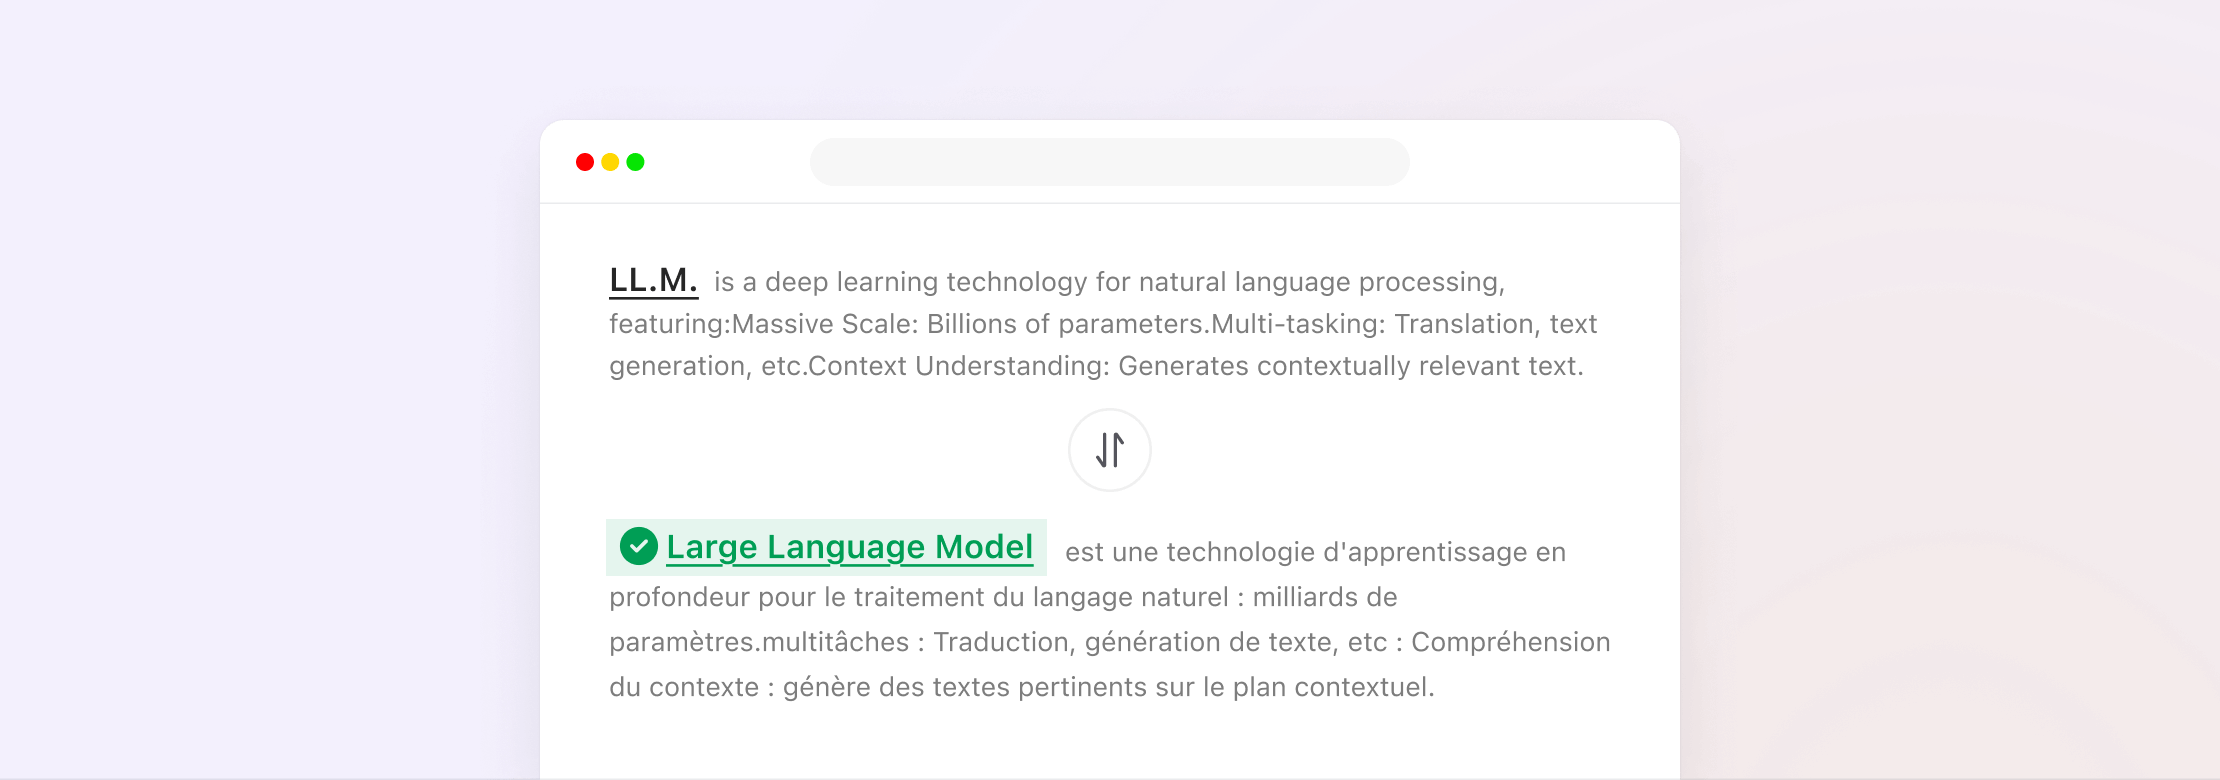 LL.M. is a deep learning technology for natural language processing,
featuring:Massive Scale: Billions of parameters.Multi-tasking: Translation, text
generation, etc.Context Understanding: Generates contextually relevant text.
Large Language Model est une technologie d'apprentissage en
profondeur pour le traitement du langage naturel : milliards de
paramètres.multitâches : Traduction, génération de texte, etc : Compréhension
du contexte : génère des textes pertinents sur le plan contextuel.